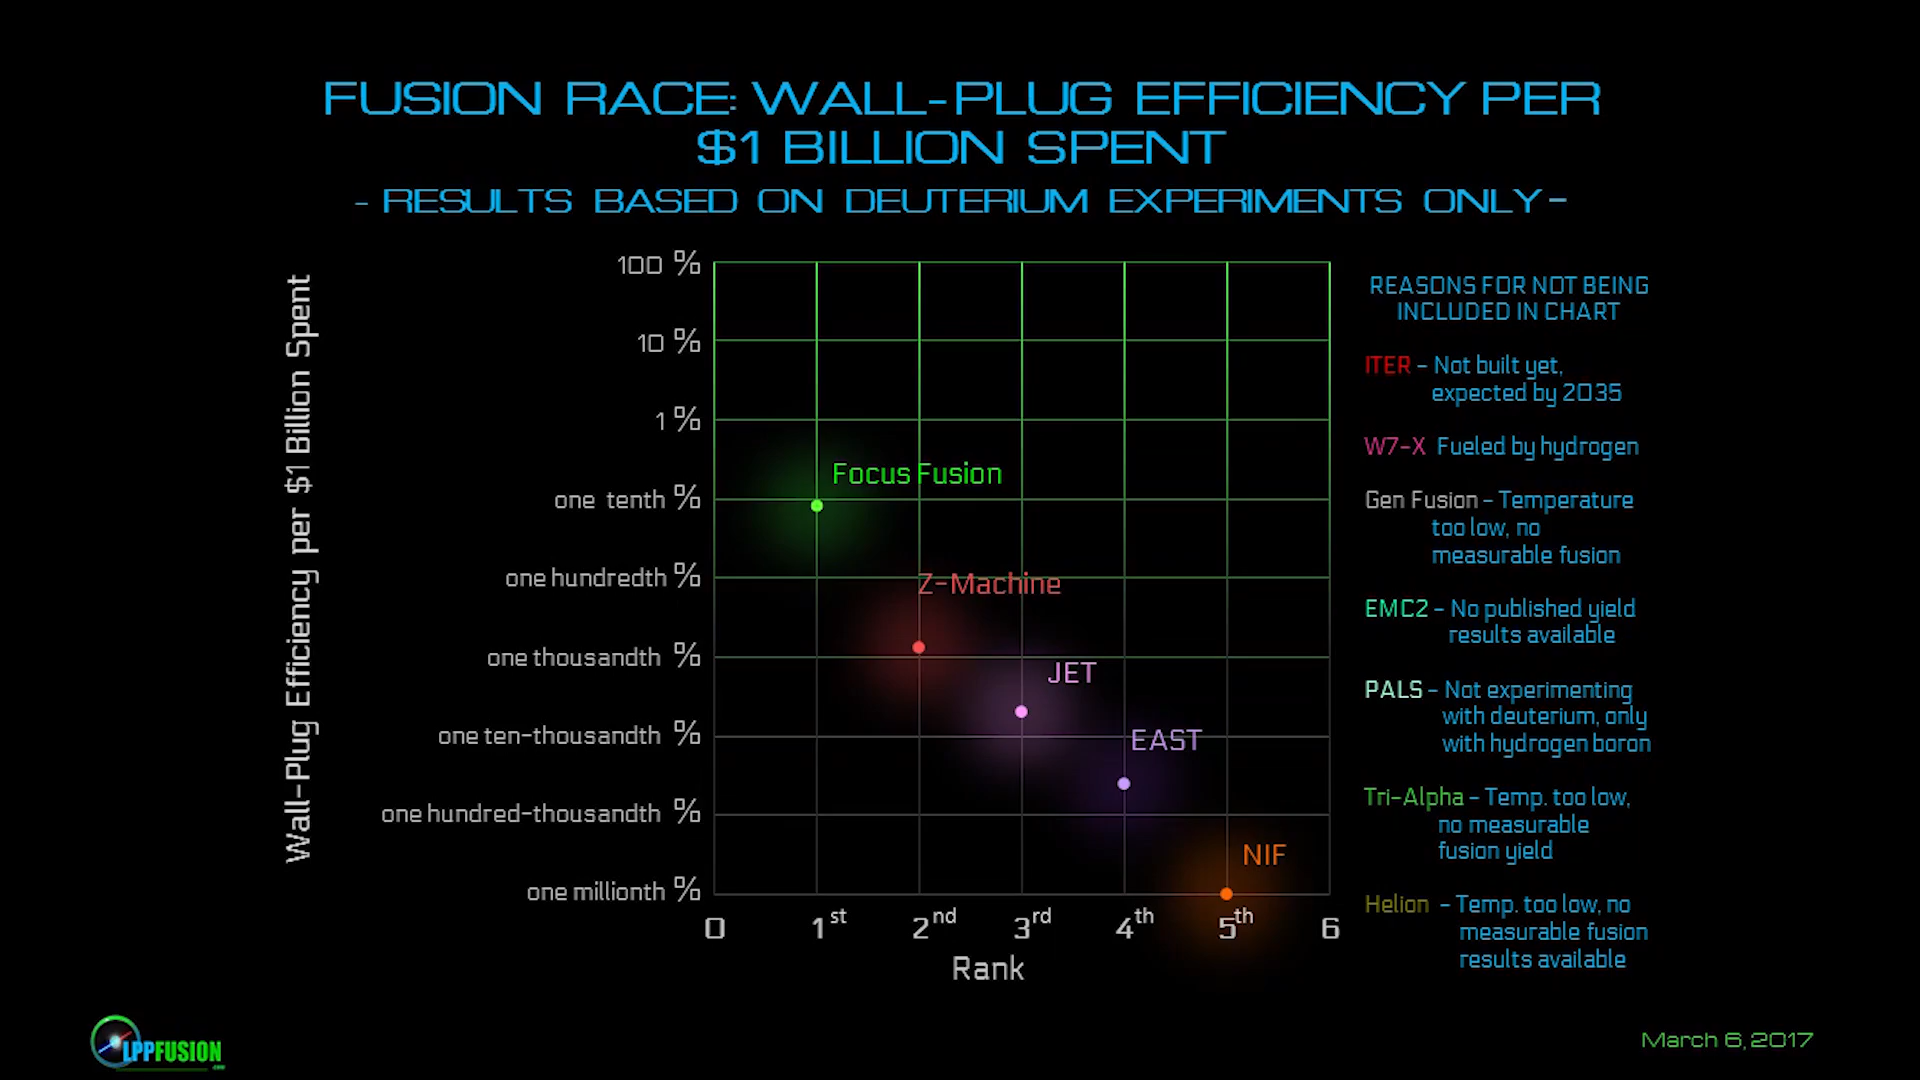 FUSION RACE: WALL-PLUG EFFICIENCY PER
$1 BILLION SPENT
- RESULTS BASED ON DEUTERIUM EXPERIMENTS ONLY -
Wall-Plug Efficiency per $1 Billion Spent
100 %
10 %
1 %
one tenth %
one hundredth %
one thousandth %
one ten-thousandth %
one hundred-thousandth %
one millionth %
Focus Fusion
Z-Machine
JET
EAST
NIF
0 1st 2nd 3rd 4th 5th 6
Rank
REASONS FOR NOT BEING
INCLUDED IN CHART
ITER - Not built yet,
expected by 2035
W7-X Fueled by hydrogen
Gen Fusion - Temperature
too low, no
measurable fusion
EMC2 - No published yield
results available
PALS - Not experimenting
with deuterium, only
with hydrogen boron
Tri-Alpha - Temp. too low,
no measurable
fusion yield
Helion - Temp. too low, no
measurable fusion
results available
LPPFUSION
.com
March 6, 2017